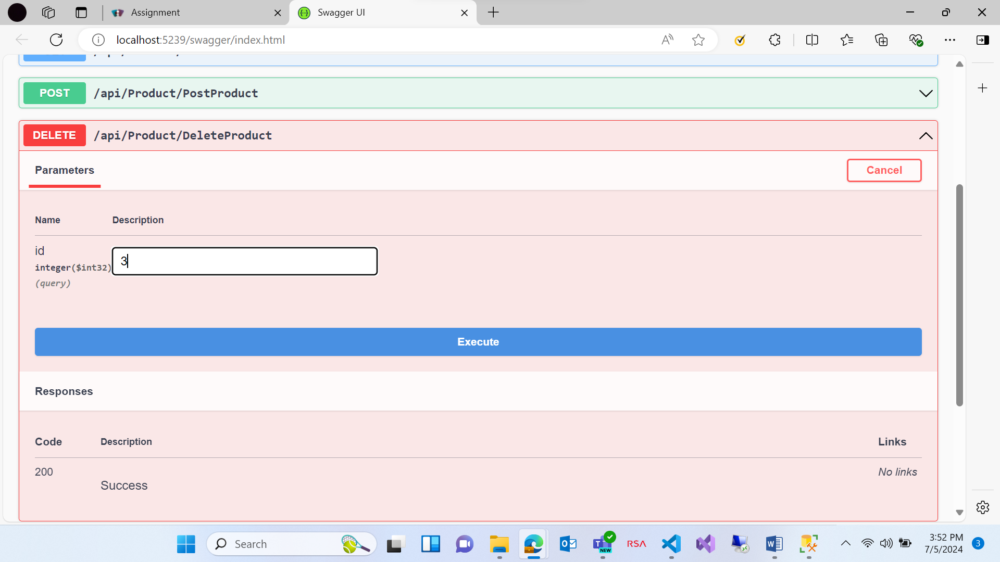 Assignment
Swagger UI
localhost:5239/swagger/index.html
POST /api/Product/PostProduct
DELETE /api/Product/DeleteProduct
Parameters
Cancel
Name Description
id
integer($int32)
(query)
3
Execute
Responses
Code Description Links
200 No links
Success
Search
NEW
RSA
3:52 PM
7/5/2024
3